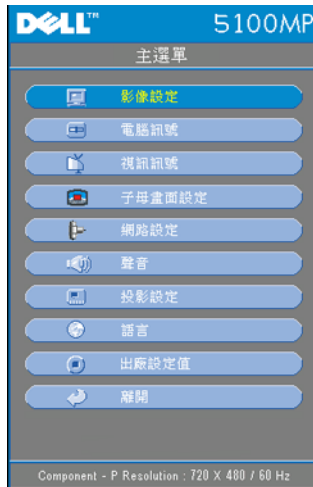 DELL™ 5100MP
主選單
影像設定
電腦訊號
視訊訊號
子母畫面設定
網路設定
聲音
投影設定
語言
出廠設定值
離開
Component - P Resolution : 720 X 480 / 60 Hz